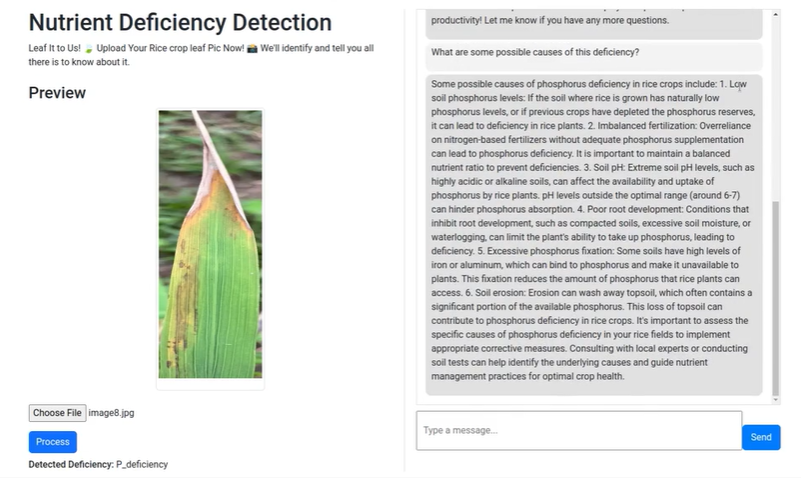 Nutrient Deficiency Detection
Leaf It to Us! 🍃 Upload Your Rice crop leaf Pic Now! 📸 We'll identify and tell you all
there is to know about it.
Preview
Choose File image8.jpg
Process
Detected Deficiency: P_deficiency
productivity! Let me know if you have any more questions.
What are some possible causes of this deficiency?
Some possible causes of phosphorus deficiency in rice crops include: 1. Low
soil phosphorus levels: If the soil where rice is grown has naturally low
phosphorus levels, or if previous crops have depleted the phosphorus reserves,
it can lead to deficiency in rice plants. 2. Imbalanced fertilization: Overreliance
on nitrogen-based fertilizers without adequate phosphorus supplementation
can lead to phosphorus deficiency. It is important to maintain a balanced
nutrient ratio to prevent deficiencies. 3. Soil pH: Extreme soil pH levels, such as
highly acidic or alkaline soils, can affect the availability and uptake of
phosphorus by rice plants. pH levels outside the optimal range (around 6-7)
can hinder phosphorus absorption. 4. Poor root development: Conditions that
inhibit root development, such as compacted soils, excessive soil moisture, or
waterlogging, can limit the plant's ability to take up phosphorus, leading to
deficiency. 5. Excessive phosphorus fixation: Some soils have high levels of
iron or aluminum, which can bind to phosphorus and make it unavailable to
plants. This fixation reduces the amount of phosphorus that rice plants can
access. 6. Soil erosion: Erosion can wash away topsoil, which often contains a
significant portion of the available phosphorus. This loss of topsoil can
contribute to phosphorus deficiency in rice crops. It's important to assess the
specific causes of phosphorus deficiency in your rice fields to implement
appropriate corrective measures. Consulting with local experts or conducting
soil tests can help identify the underlying causes and guide nutrient
management practices for optimal crop health.
Type a message...
Send